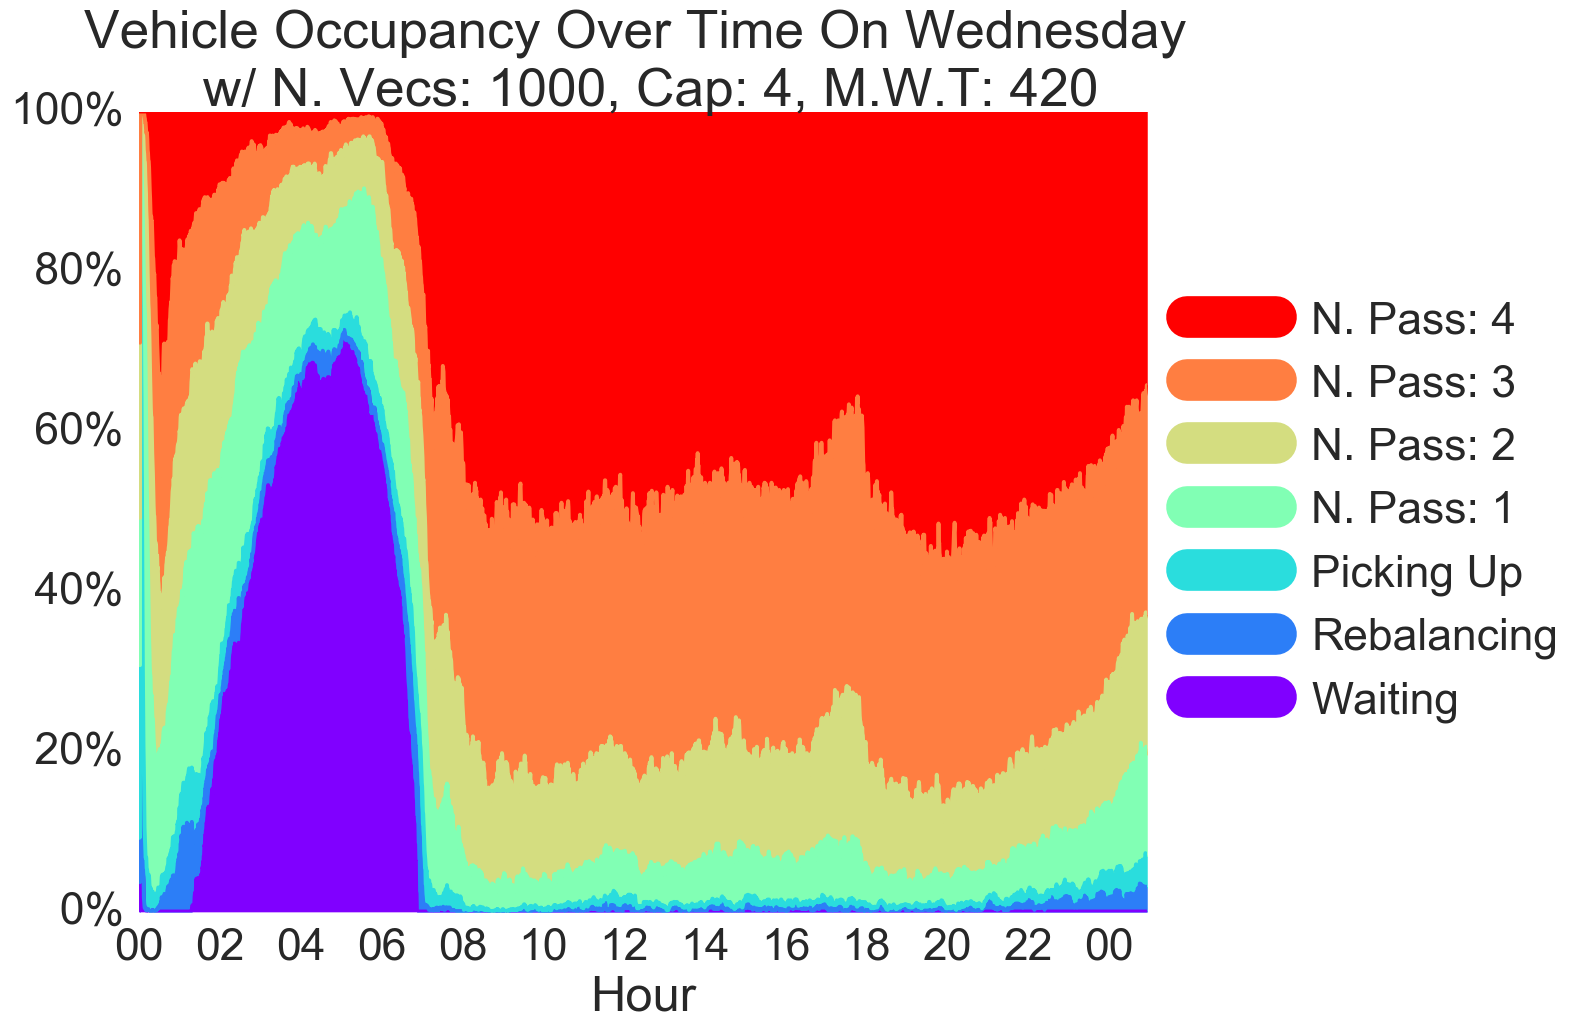 Vehicle Occupancy Over Time On Wednesday
w/ N. Vecs: 1000, Cap: 4, M.W.T: 420
100%
80%
60%
40%
20%
0%
00 02 04 06 08 10 12 14 16 18 20 22 00
Hour
N. Pass: 4
N. Pass: 3
N. Pass: 2
N. Pass: 1
Picking Up
Rebalancing
Waiting